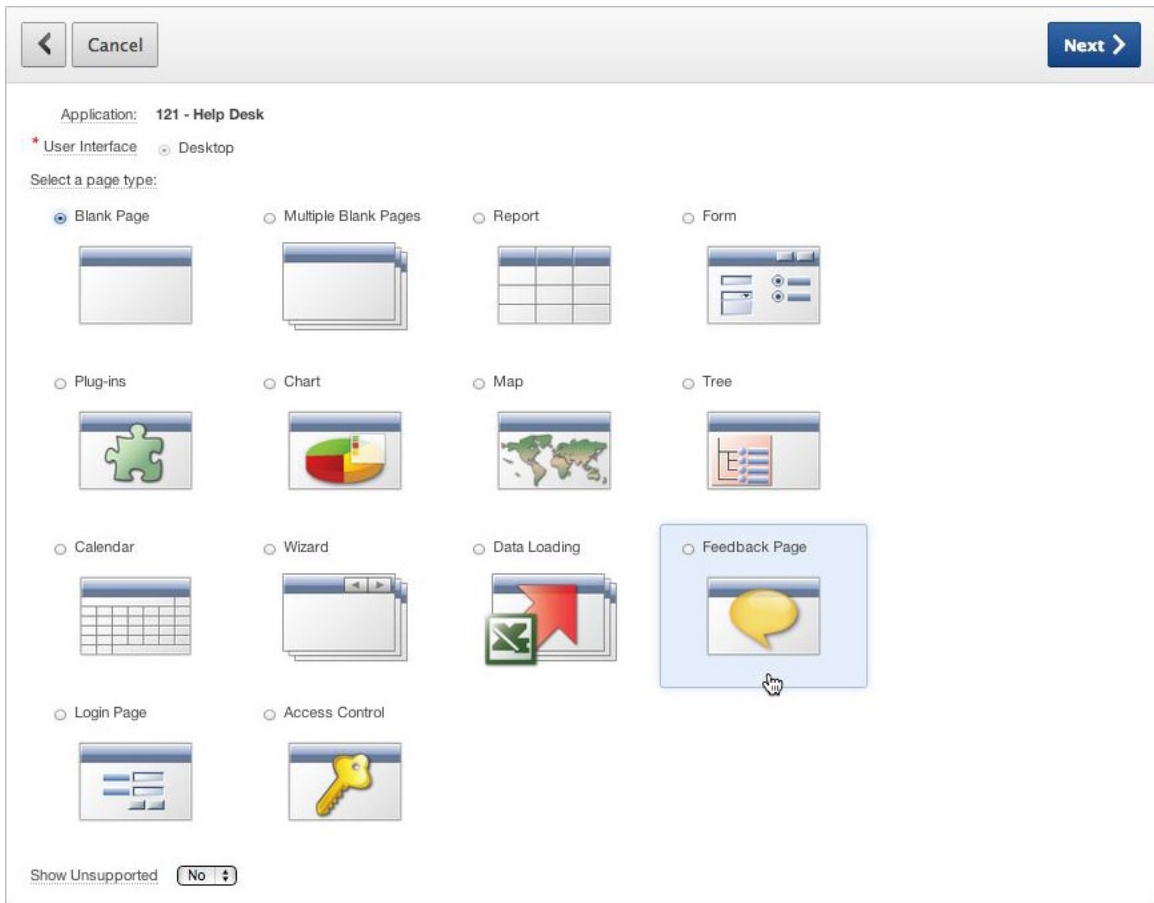 Cancel Next
Application: 121 - Help Desk
* User Interface Desktop
Select a page type:
Blank Page Multiple Blank Pages Report Form
Plug-ins Chart Map Tree
Calendar Wizard Data Loading Feedback Page
Login Page Access Control
Show Unsupported No